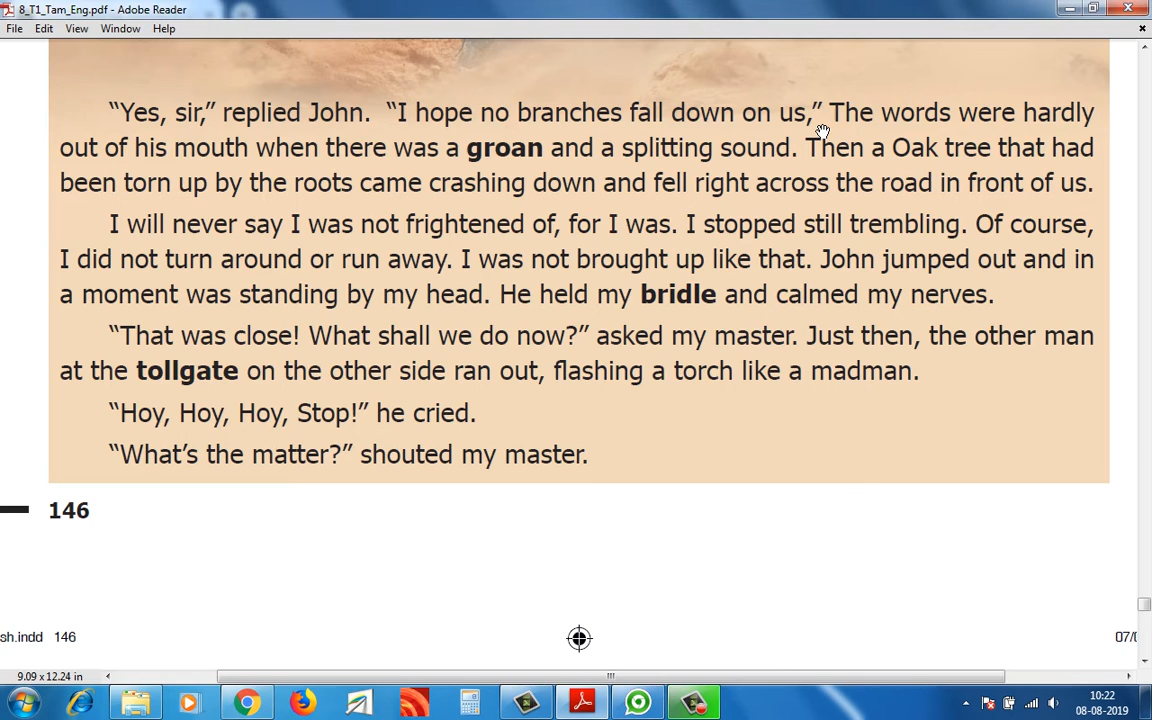 8_T1_Tam_Eng.pdf - Adobe Reader
File Edit View Window Help
“Yes, sir,” replied John. “I hope no branches fall down on us,” The words were hardly
out of his mouth when there was a groan and a splitting sound. Then a Oak tree that had
been torn up by the roots came crashing down and fell right across the road in front of us.
I will never say I was not frightened of, for I was. I stopped still trembling. Of course,
I did not turn around or run away. I was not brought up like that. John jumped out and in
a moment was standing by my head. He held my bridle and calmed my nerves.
“That was close! What shall we do now?” asked my master. Just then, the other man
at the tollgate on the other side ran out, flashing a torch like a madman.
“Hoy, Hoy, Hoy, Stop!” he cried.
“What’s the matter?” shouted my master.
146
sh.indd 146
9.09 x 12.24 in
10:22
08-08-2019